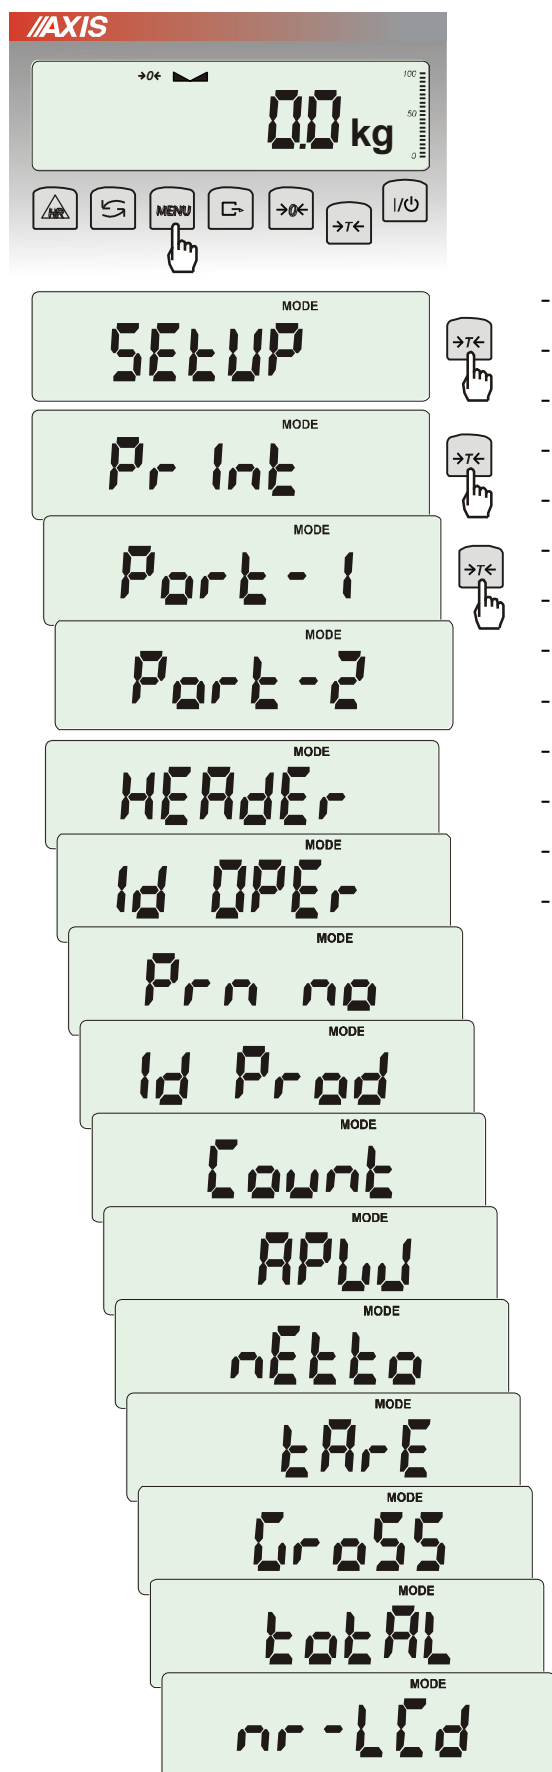 AXIS
→0← 100
50
0.0 kg
0
HR MENU →0← →T← I/⏻
MODE
SEtUP
→T←
MODE
Pr Int
→T←
MODE
Port-1
→T←
MODE
Port-2
MODE
HEAdEr
MODE
Id OPEr
MODE
Prn no
MODE
Id Prod
MODE
Count
MODE
APW
MODE
nEtto
MODE
tArE
MODE
GroSS
MODE
totAL
MODE
nr-LCd
-
-
-
-
-
-
-
-
-
-
-
-
-